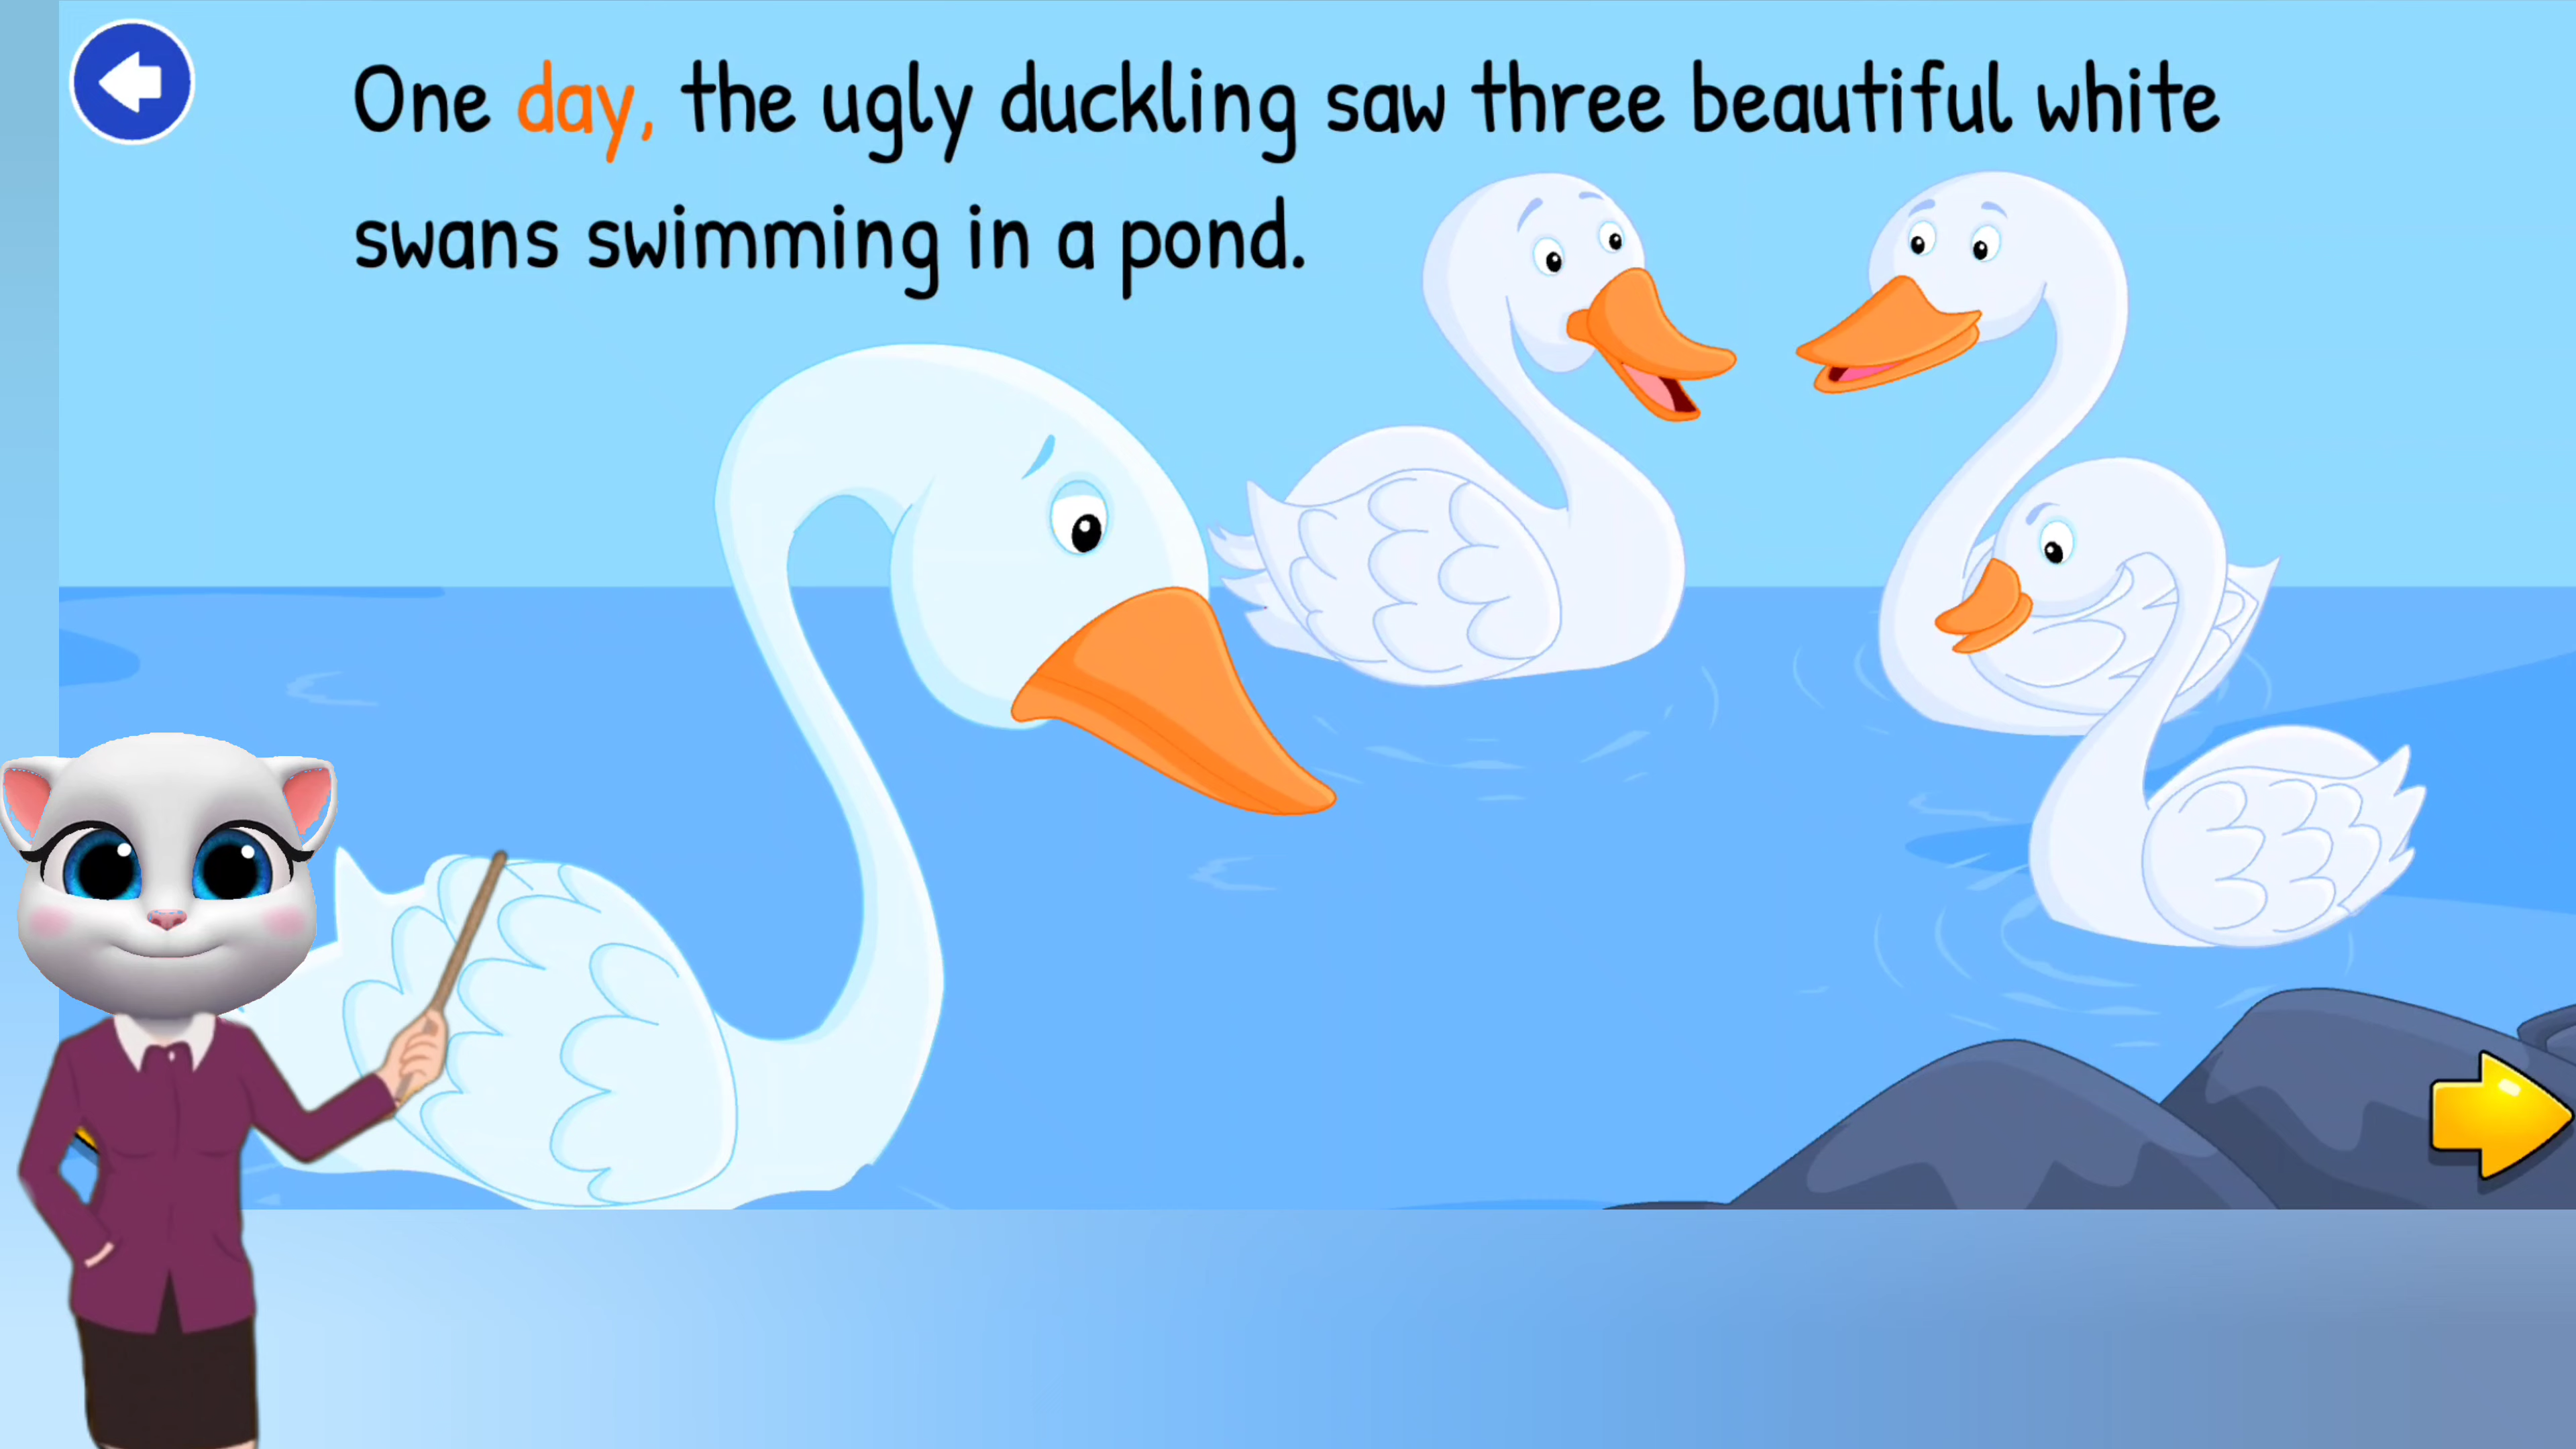 One day, the ugly duckling saw three beautiful white
swans swimming in a pond.